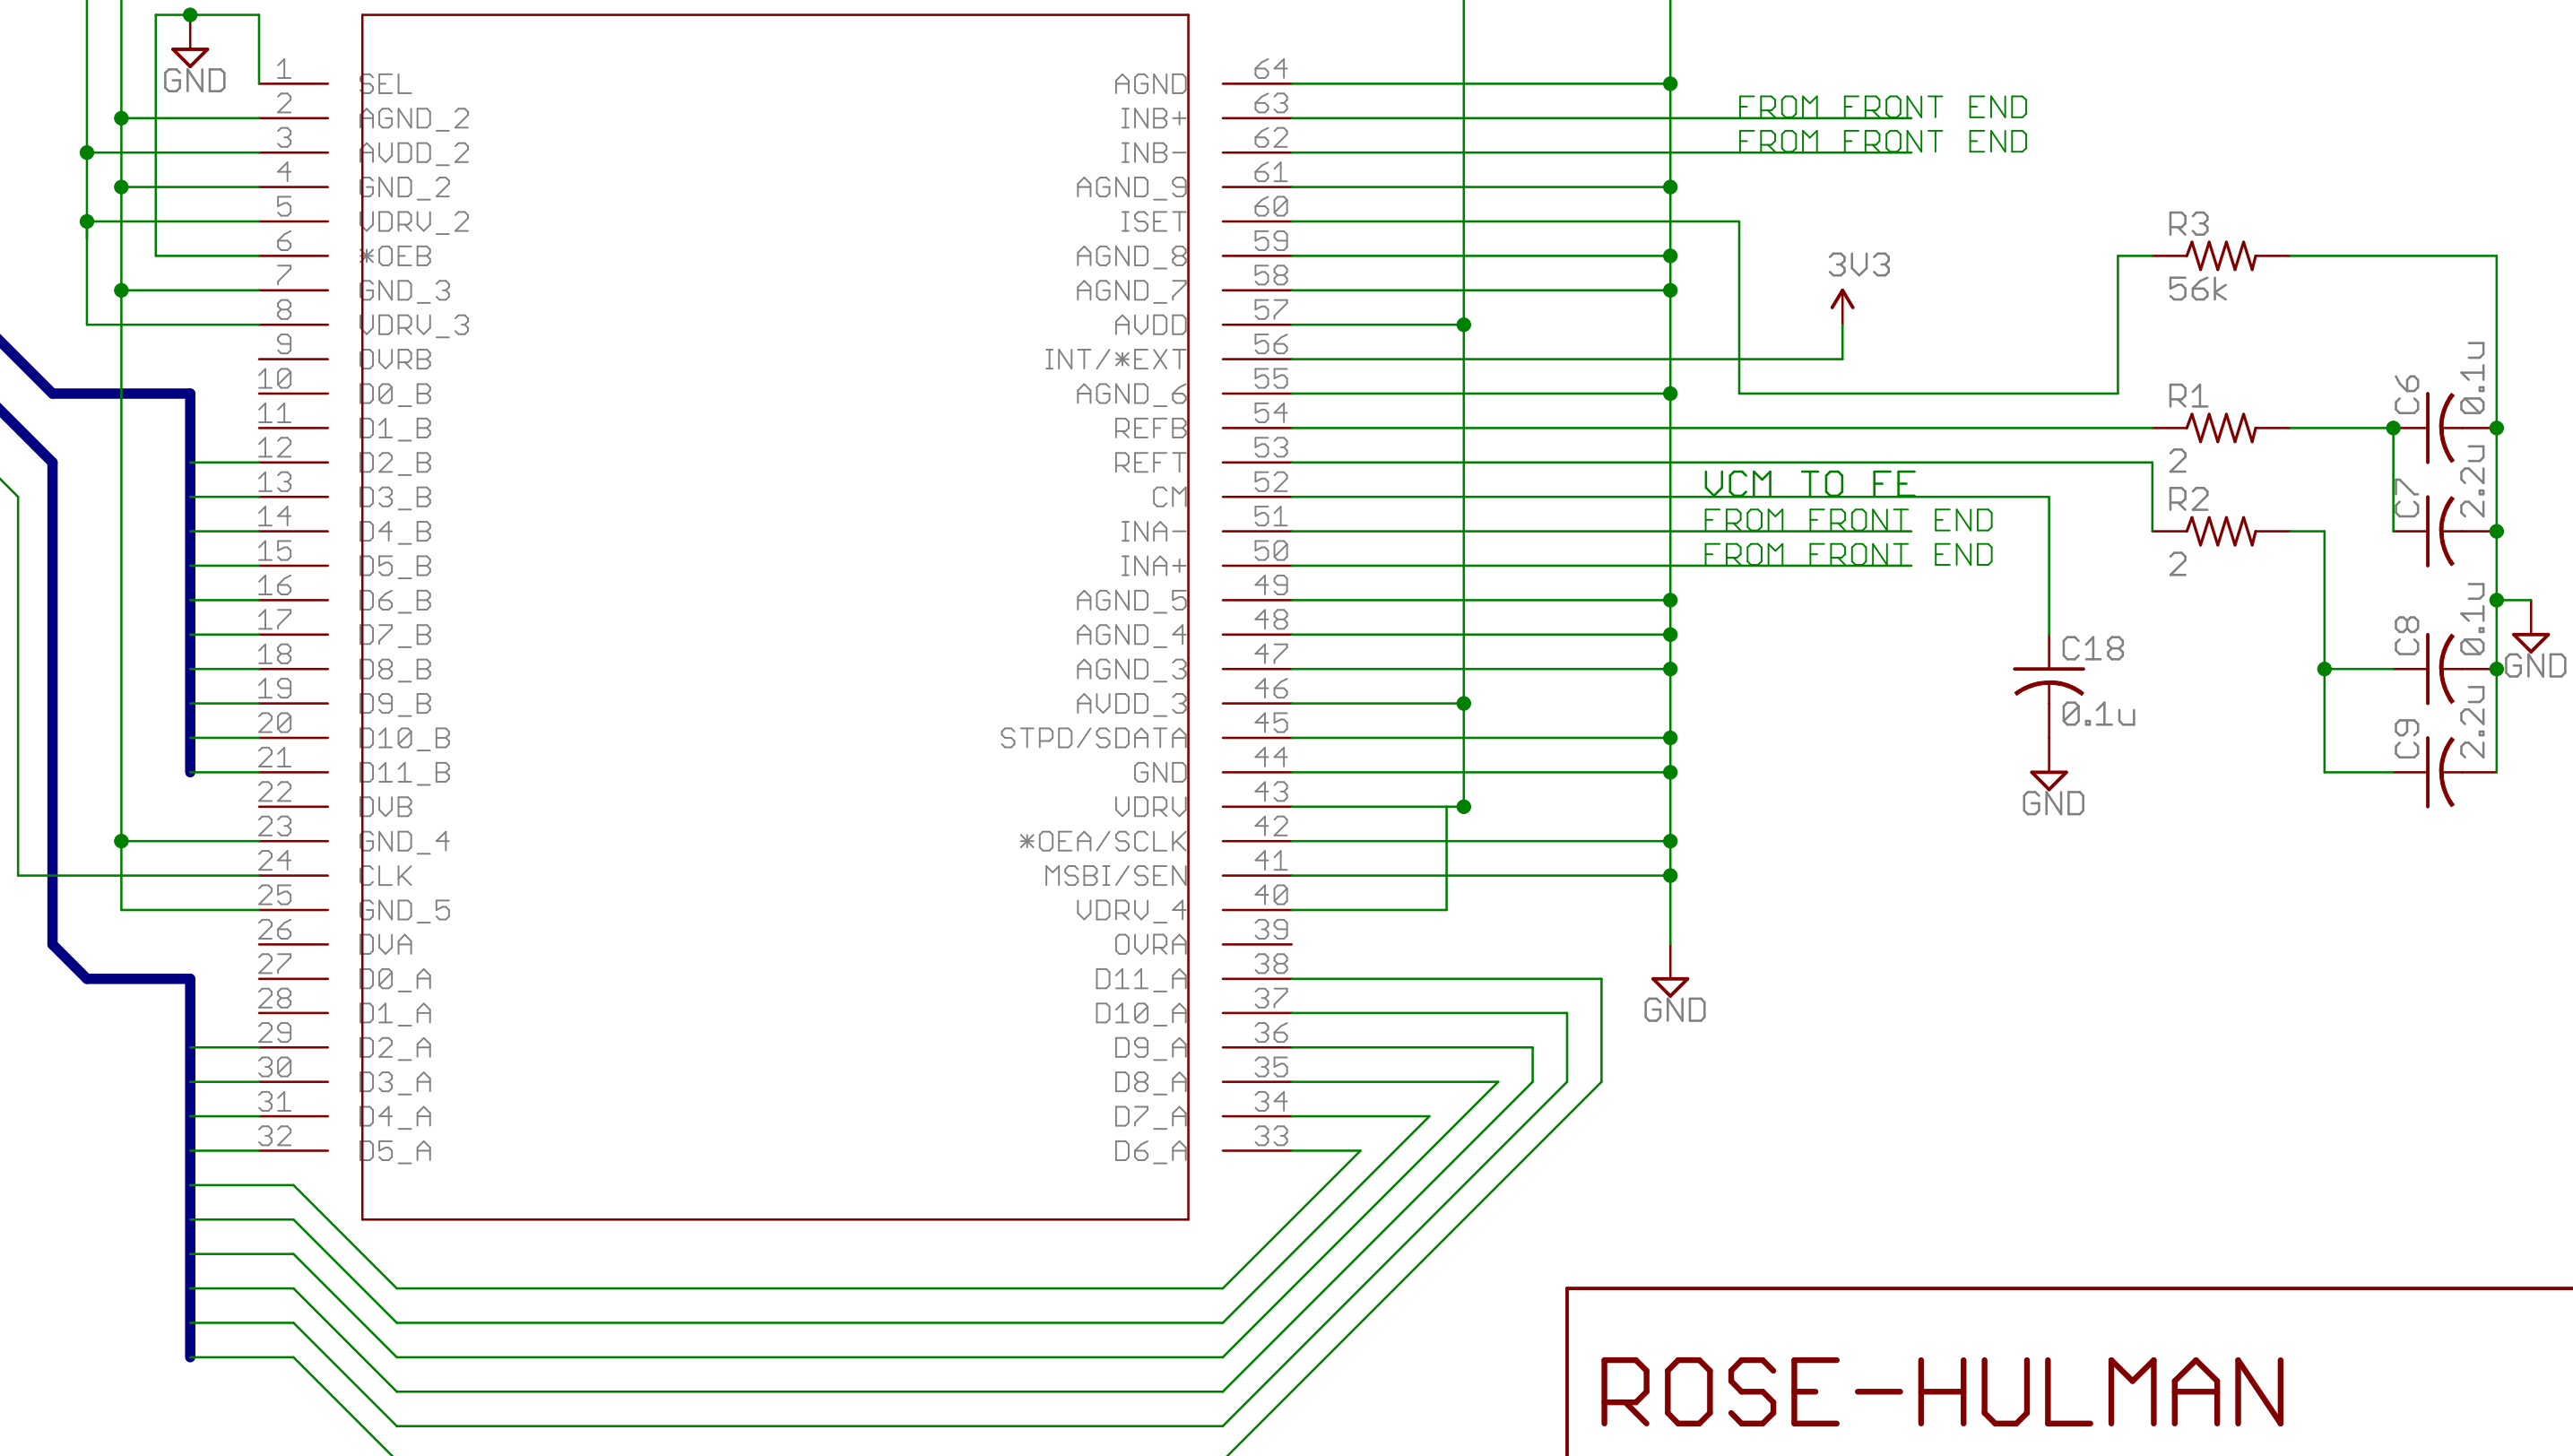 GND
1 SEL
2 AGND_2
3 AVDD_2
4 GND_2
5 VDRV_2
6 *OEB
7 GND_3
8 VDRV_3
9 OVRB
10 D0_B
11 D1_B
12 D2_B
13 D3_B
14 D4_B
15 D5_B
16 D6_B
17 D7_B
18 D8_B
19 D9_B
20 D10_B
21 D11_B
22 DVB
23 GND_4
24 CLK
25 GND_5
26 DVA
27 D0_A
28 D1_A
29 D2_A
30 D3_A
31 D4_A
32 D5_A
AGND 64
INB+ 63
INB- 62
AGND_9 61
ISET 60
AGND_8 59
AGND_7 58
AVDD 57
INT/*EXT 56
AGND_6 55
REFB 54
REFT 53
CM 52
INA- 51
INA+ 50
AGND_5 49
AGND_4 48
AGND_3 47
AVDD_3 46
STPD/SDATA 45
GND 44
VDRV 43
*OEA/SCLK 42
MSBI/SEN 41
VDRV_4 40
OVRA 39
D11_A 38
D10_A 37
D9_A 36
D8_A 35
D7_A 34
D6_A 33
FROM FRONT END
FROM FRONT END
3V3
VCM TO FE
FROM FRONT END
FROM FRONT END
GND
C18
0.1u
GND
R3
56k
R1
2
R2
2
C6
0.1u
C7
2.2u
C8
0.1u
C9
2.2u
GND
ROSE-HULMAN